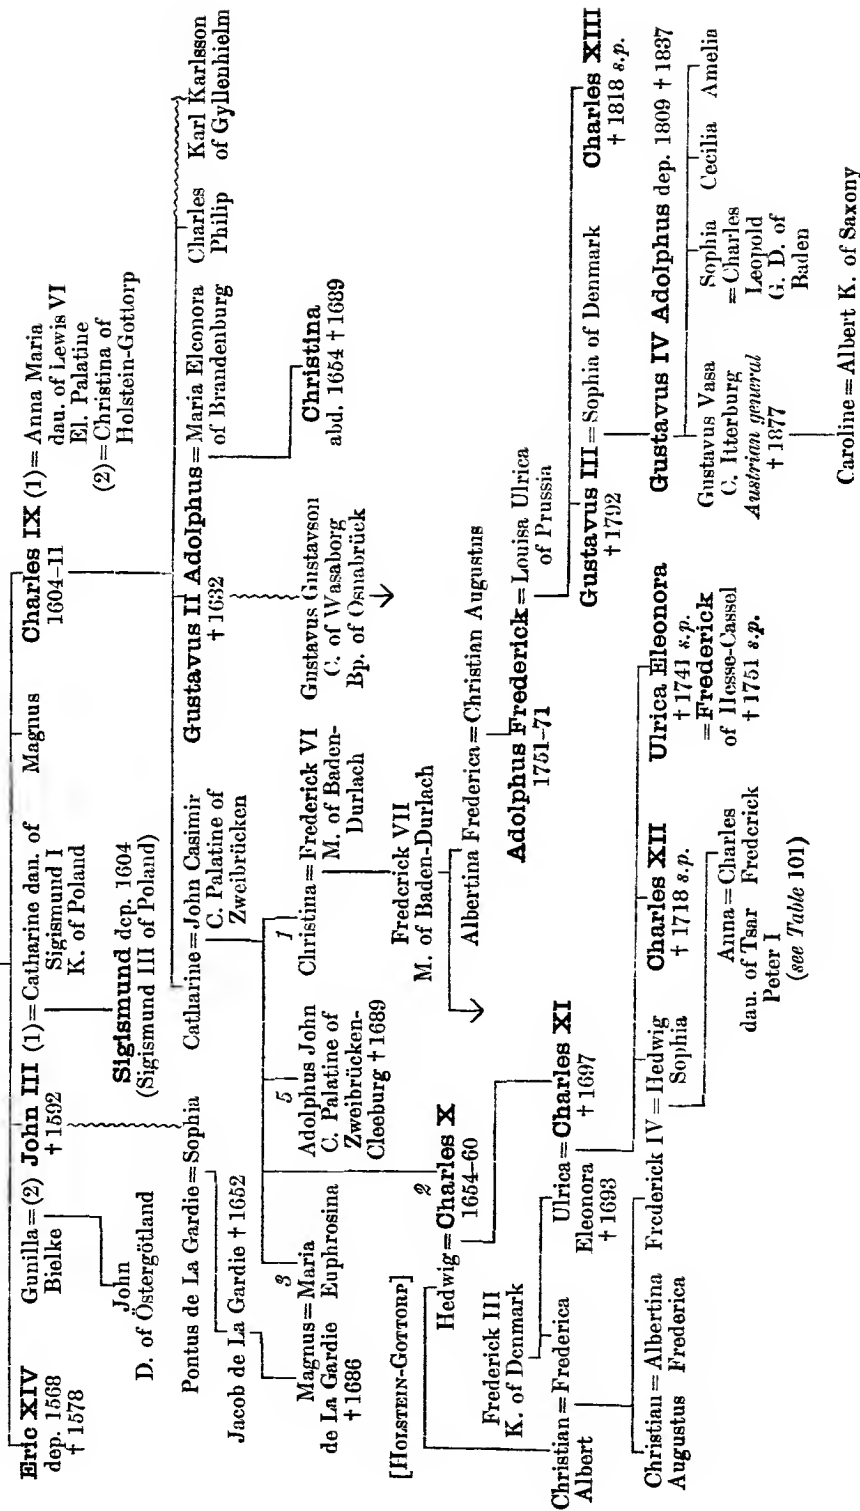 Eric XIV
dep. 1568
† 1578
Gunilla = (2) John III (1) = Catharine dau. of
Bielke
† 1592
Sigismund I
K. of Poland
Magnus
Charles IX (1) = Anna Maria
1604–11
dau. of Lewis VI
El. Palatine
(2) = Christina of
Holstein-Gottorp
John
D. of Östergötland
Sigismund dep. 1604
(Sigismund III of Poland)
Pontus de La Gardie = Sophia
Catharine = John Casimir
C. Palatine of
Zweibrücken
Gustavus II Adolphus = Maria Eleonora
† 1632
of Brandenburg
Charles
Philip
Karl Karlsson
of Gyllenhielm
Jacob de La Gardie † 1652
3
Magnus = Maria
de La Gardie Euphrosina
† 1686
5
Adolphus John
C. Palatine of
Zweibrücken-
Cleeburg † 1689
1
Christina = Frederick VI
M. of Baden-
Durlach
Gustavus Gustavson
C. of Wasaborg
Bp. of Osnabrück
Christina
abd. 1654 † 1689
[HOLSTEIN-GOTTORP]
2
Hedwig = Charles X
1654–60
Frederick VII
M. of Baden-Durlach
Frederick III
K. of Denmark
Albertina Frederica = Christian Augustus
Christian = Frederica
Albert
Ulrica = Charles XI
Eleonora † 1697
† 1693
Adolphus Frederick = Louisa Ulrica
1751–71
of Prussia
Christian = Albertina
Augustus Frederica
Frederick IV = Hedwig
Sophia
Charles XII
† 1718 s.p.
Ulrica Eleonora
† 1741 s.p.
= Frederick
of Hesse-Cassel
† 1751 s.p.
Gustavus III = Sophia of Denmark
† 1792
Charles XIII
† 1818 s.p.
Anna = Charles
dau. of Tsar Frederick
Peter I
(see Table 101)
Gustavus IV Adolphus dep. 1809 † 1837
Gustavus Vasa
C. Itterburg
Austrian general
† 1877
Sophia
= Charles
Leopold
G. D. of
Baden
Cecilia
Amelia
Caroline = Albert K. of Saxony